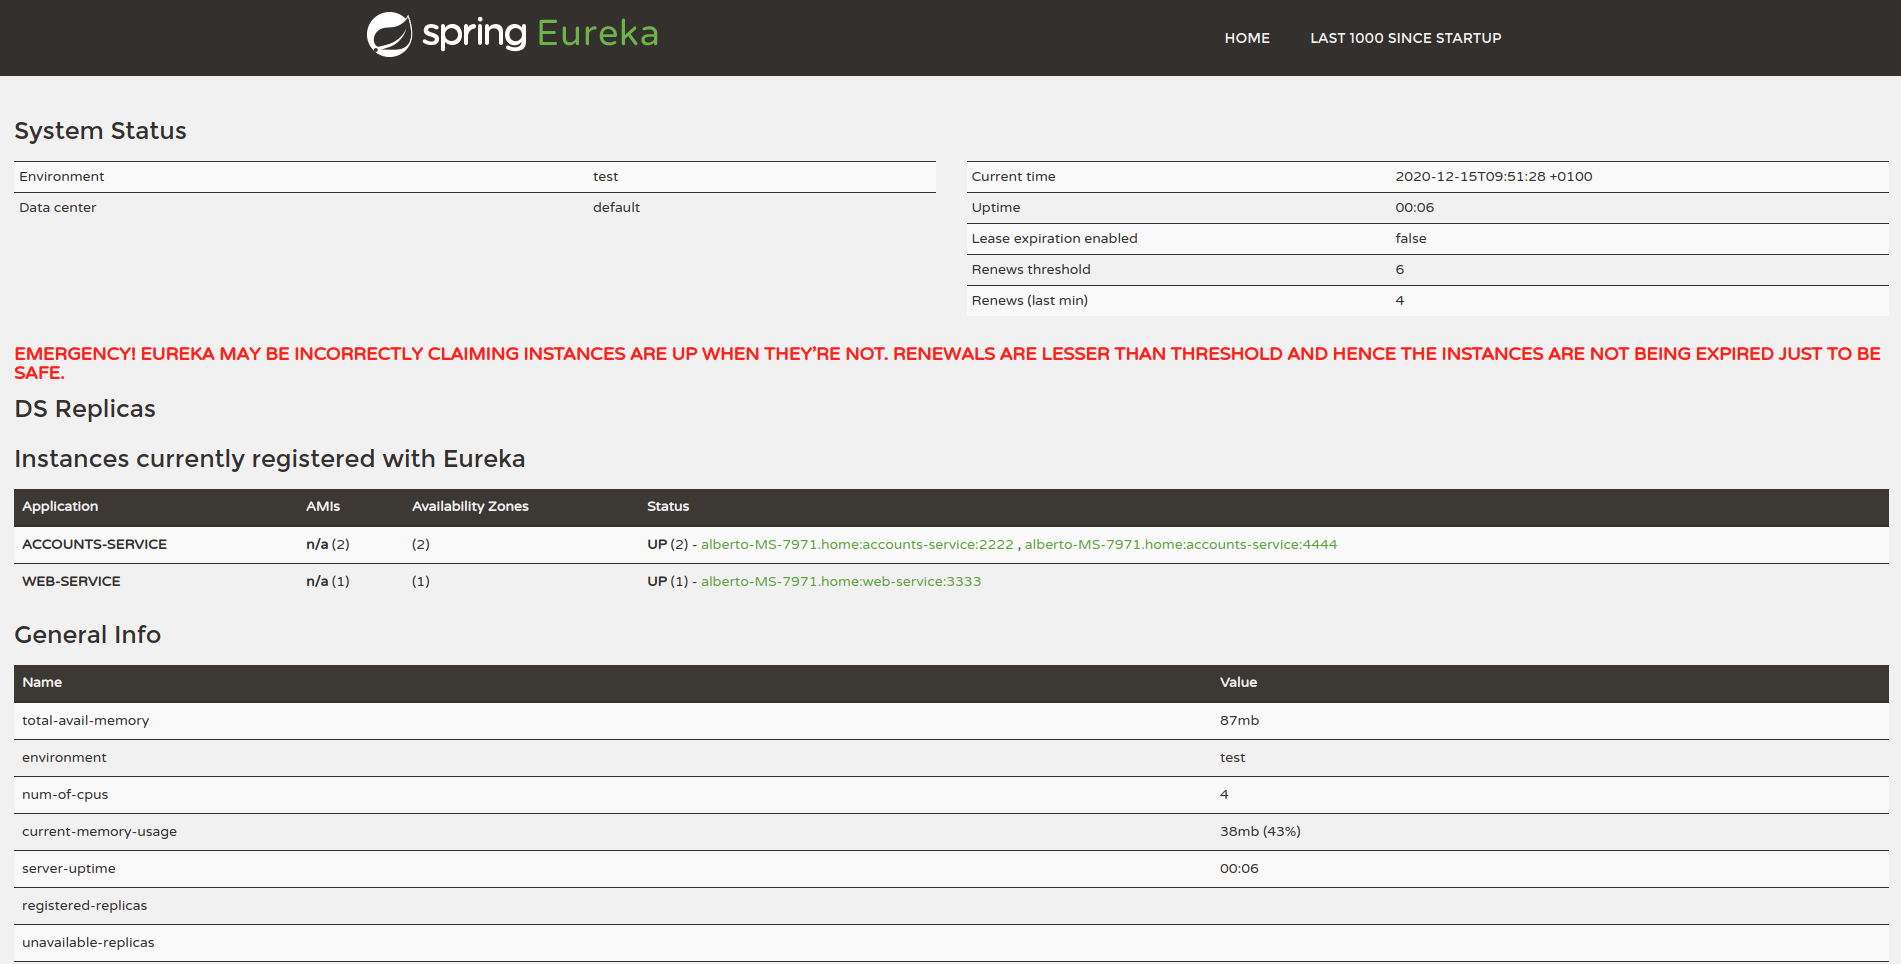 spring Eureka
HOME LAST 1000 SINCE STARTUP
System Status
Environment test
Data center default
Current time 2020-12-15T09:51:28 +0100
Uptime 00:06
Lease expiration enabled false
Renews threshold 6
Renews (last min) 4
EMERGENCY! EUREKA MAY BE INCORRECTLY CLAIMING INSTANCES ARE UP WHEN THEY'RE NOT. RENEWALS ARE LESSER THAN THRESHOLD AND HENCE THE INSTANCES ARE NOT BEING EXPIRED JUST TO BE
SAFE.
DS Replicas
Instances currently registered with Eureka
Application AMIs Availability Zones Status
ACCOUNTS-SERVICE n/a (2) (2) UP (2) - alberto-MS-7971.home:accounts-service:2222 , alberto-MS-7971.home:accounts-service:4444
WEB-SERVICE n/a (1) (1) UP (1) - alberto-MS-7971.home:web-service:3333
General Info
Name Value
total-avail-memory 87mb
environment test
num-of-cpus 4
current-memory-usage 38mb (43%)
server-uptime 00:06
registered-replicas
unavailable-replicas